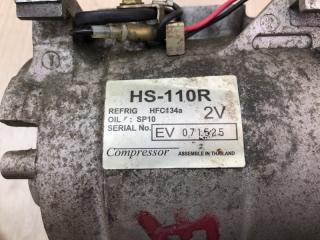 HS-110R
REFRIG HFC134a 2V
OIL : SP10
SERIAL No. EV 071525
Compressor ASSEMBLE IN THAILAND